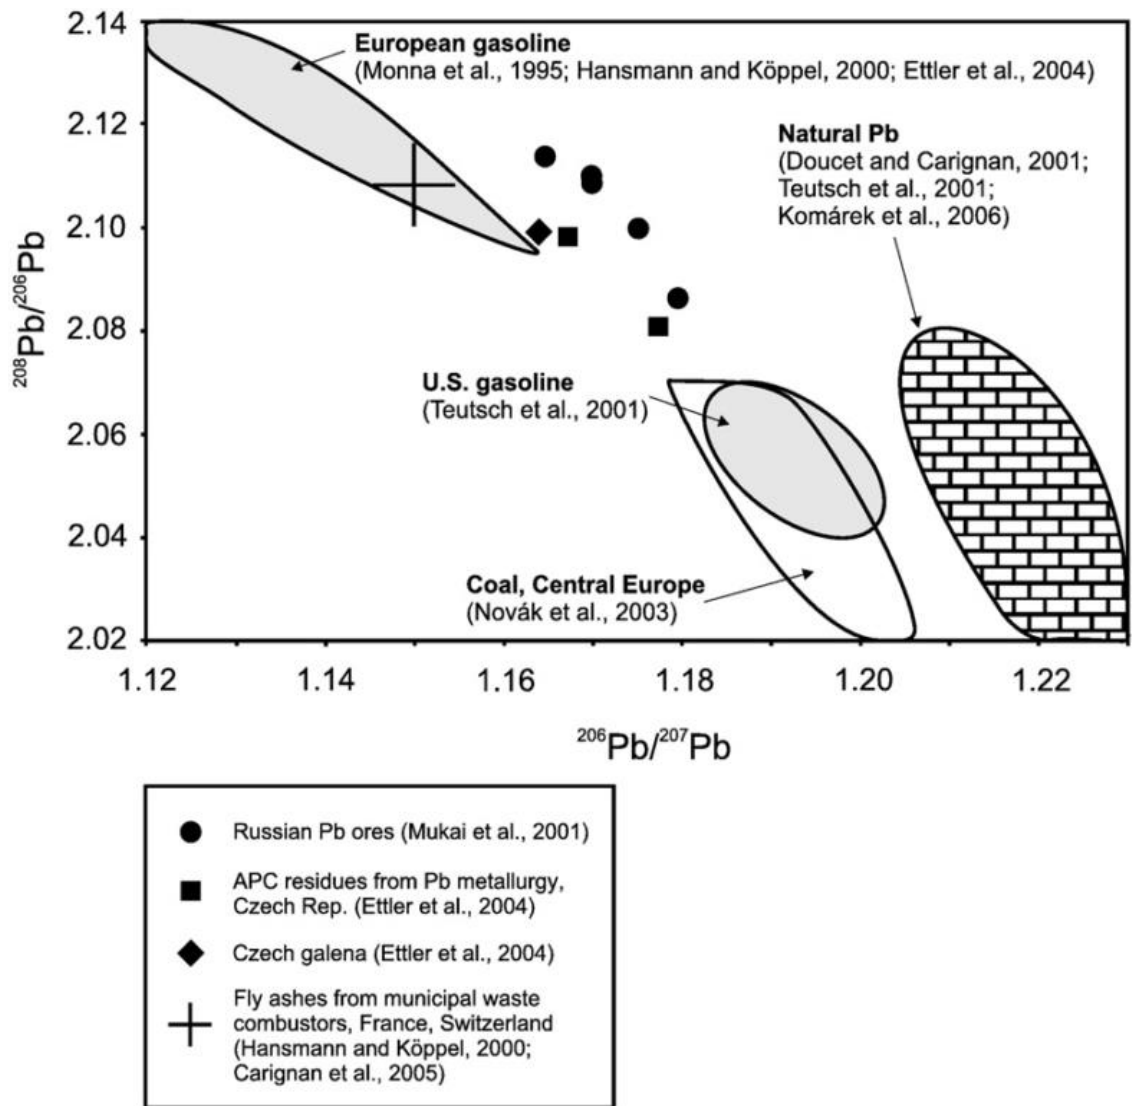 2.14
2.12
2.10
2.08
2.06
2.04
2.02
²⁰⁸Pb/²⁰⁶Pb
European gasoline
(Monna et al., 1995; Hansmann and Köppel, 2000; Ettler et al., 2004)
Natural Pb
(Doucet and Carignan, 2001;
Teutsch et al., 2001;
Komárek et al., 2006)
U.S. gasoline
(Teutsch et al., 2001)
Coal, Central Europe
(Novák et al., 2003)
1.12 1.14 1.16 1.18 1.20 1.22
²⁰⁶Pb/²⁰⁷Pb
Russian Pb ores (Mukai et al., 2001)
APC residues from Pb metallurgy,
Czech Rep. (Ettler et al., 2004)
Czech galena (Ettler et al., 2004)
Fly ashes from municipal waste
combustors, France, Switzerland
(Hansmann and Köppel, 2000;
Carignan et al., 2005)